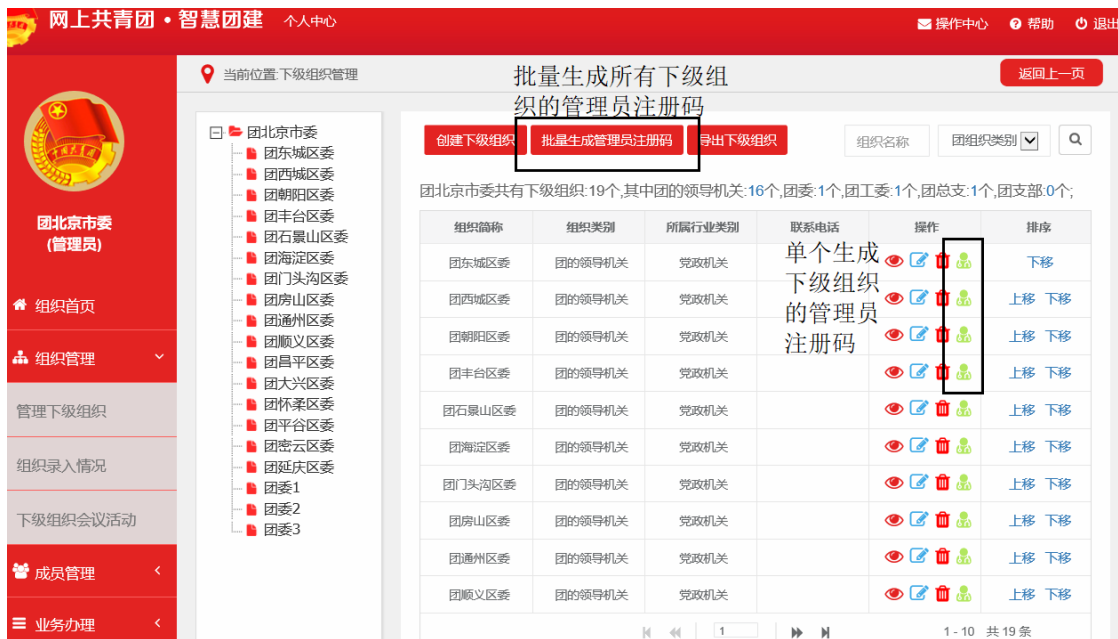 网上共青团·智慧团建 个人中心 操作中心 帮助 退出
当前位置:下级组织管理 返回上一页
批量生成所有下级组
织的管理员注册码
创建下级组织 批量生成管理员注册码 导出下级组织 组织名称 团组织类别
团北京市委共有下级组织:19个,其中团的领导机关:16个,团委:1个,团工委:1个,团总支:1个,团支部:0个;
团北京市委
(管理员)
组织首页
组织管理
管理下级组织
组织录入情况
下级组织会议活动
成员管理
业务办理
团北京市委
团东城区委
团西城区委
团朝阳区委
团丰台区委
团石景山区委
团海淀区委
团门头沟区委
团房山区委
团通州区委
团顺义区委
团昌平区委
团大兴区委
团怀柔区委
团平谷区委
团密云区委
团延庆区委
团委1
团委2
团委3
组织简称 组织类别 所属行业类别 联系电话 操作 排序
团东城区委 团的领导机关 党政机关 下移
团西城区委 团的领导机关 党政机关 上移 下移
团朝阳区委 团的领导机关 党政机关 上移 下移
团丰台区委 团的领导机关 党政机关 上移 下移
团石景山区委 团的领导机关 党政机关 上移 下移
团海淀区委 团的领导机关 党政机关 上移 下移
团门头沟区委 团的领导机关 党政机关 上移 下移
团房山区委 团的领导机关 党政机关 上移 下移
团通州区委 团的领导机关 党政机关 上移 下移
团顺义区委 团的领导机关 党政机关 上移 下移
单个生成
下级组织
的管理员
注册码
1 1 - 10 共 19 条